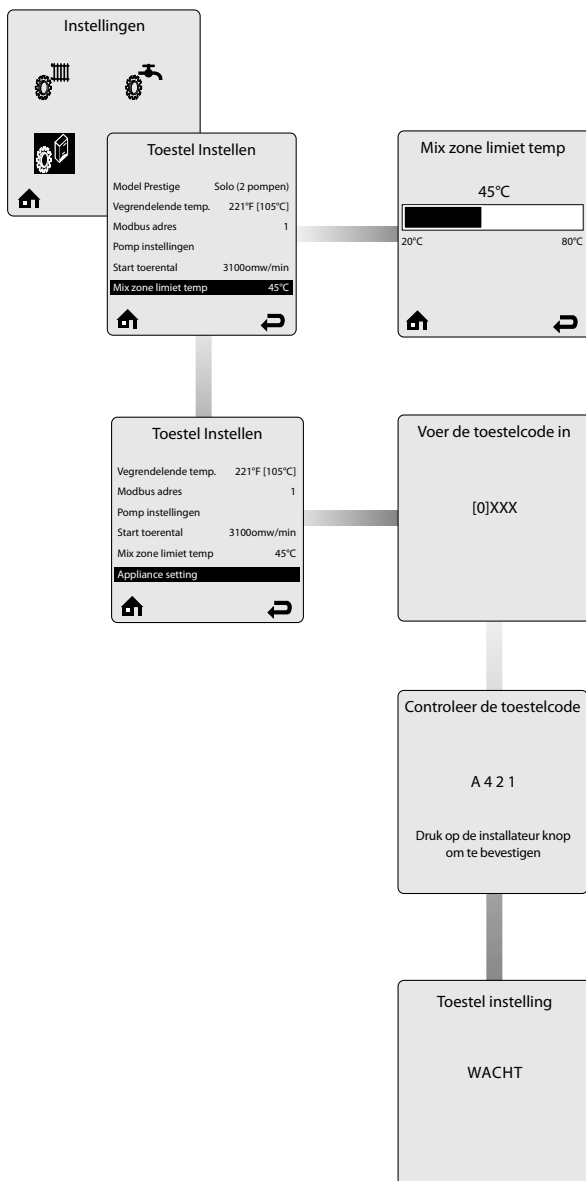 Instellingen
Toestel Instellen
Model Prestige Solo (2 pompen)
Vegrendelende temp. 221°F [105°C]
Modbus adres 1
Pomp instellingen
Start toerental 3100omw/min
Mix zone limiet temp 45°C
Mix zone limiet temp
45°C
20°C 80°C
Toestel Instellen
Vegrendelende temp. 221°F [105°C]
Modbus adres 1
Pomp instellingen
Start toerental 3100omw/min
Mix zone limiet temp 45°C
Appliance setting
Voer de toestelcode in
[0]XXX
Controleer de toestelcode
A 4 2 1
Druk op de installateur knop
om te bevestigen
Toestel instelling
WACHT